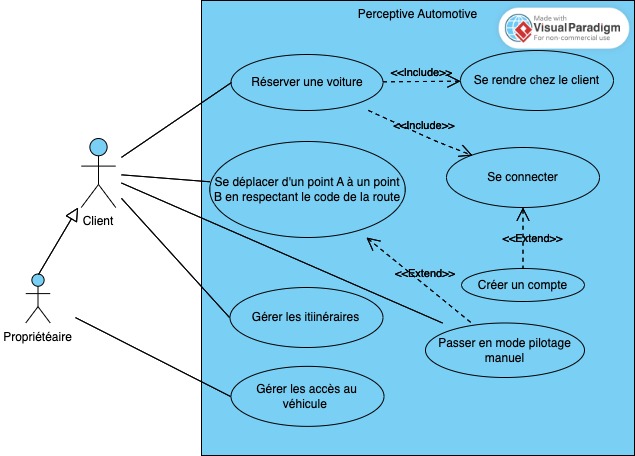 Perceptive Automotive
Made with
Visual Paradigm
For non-commercial use
Réserver une voiture
<<Include>>
Se rendre chez le client
<<Include>>
Se déplacer d'un point A à un point
B en respectant le code de la route
Se connecter
Client
<<Extend>>
<<Extend>>
Créer un compte
Gérer les itiinéraires
Propriétéaire
Passer en mode pilotage
manuel
Gérer les accès au
véhicule